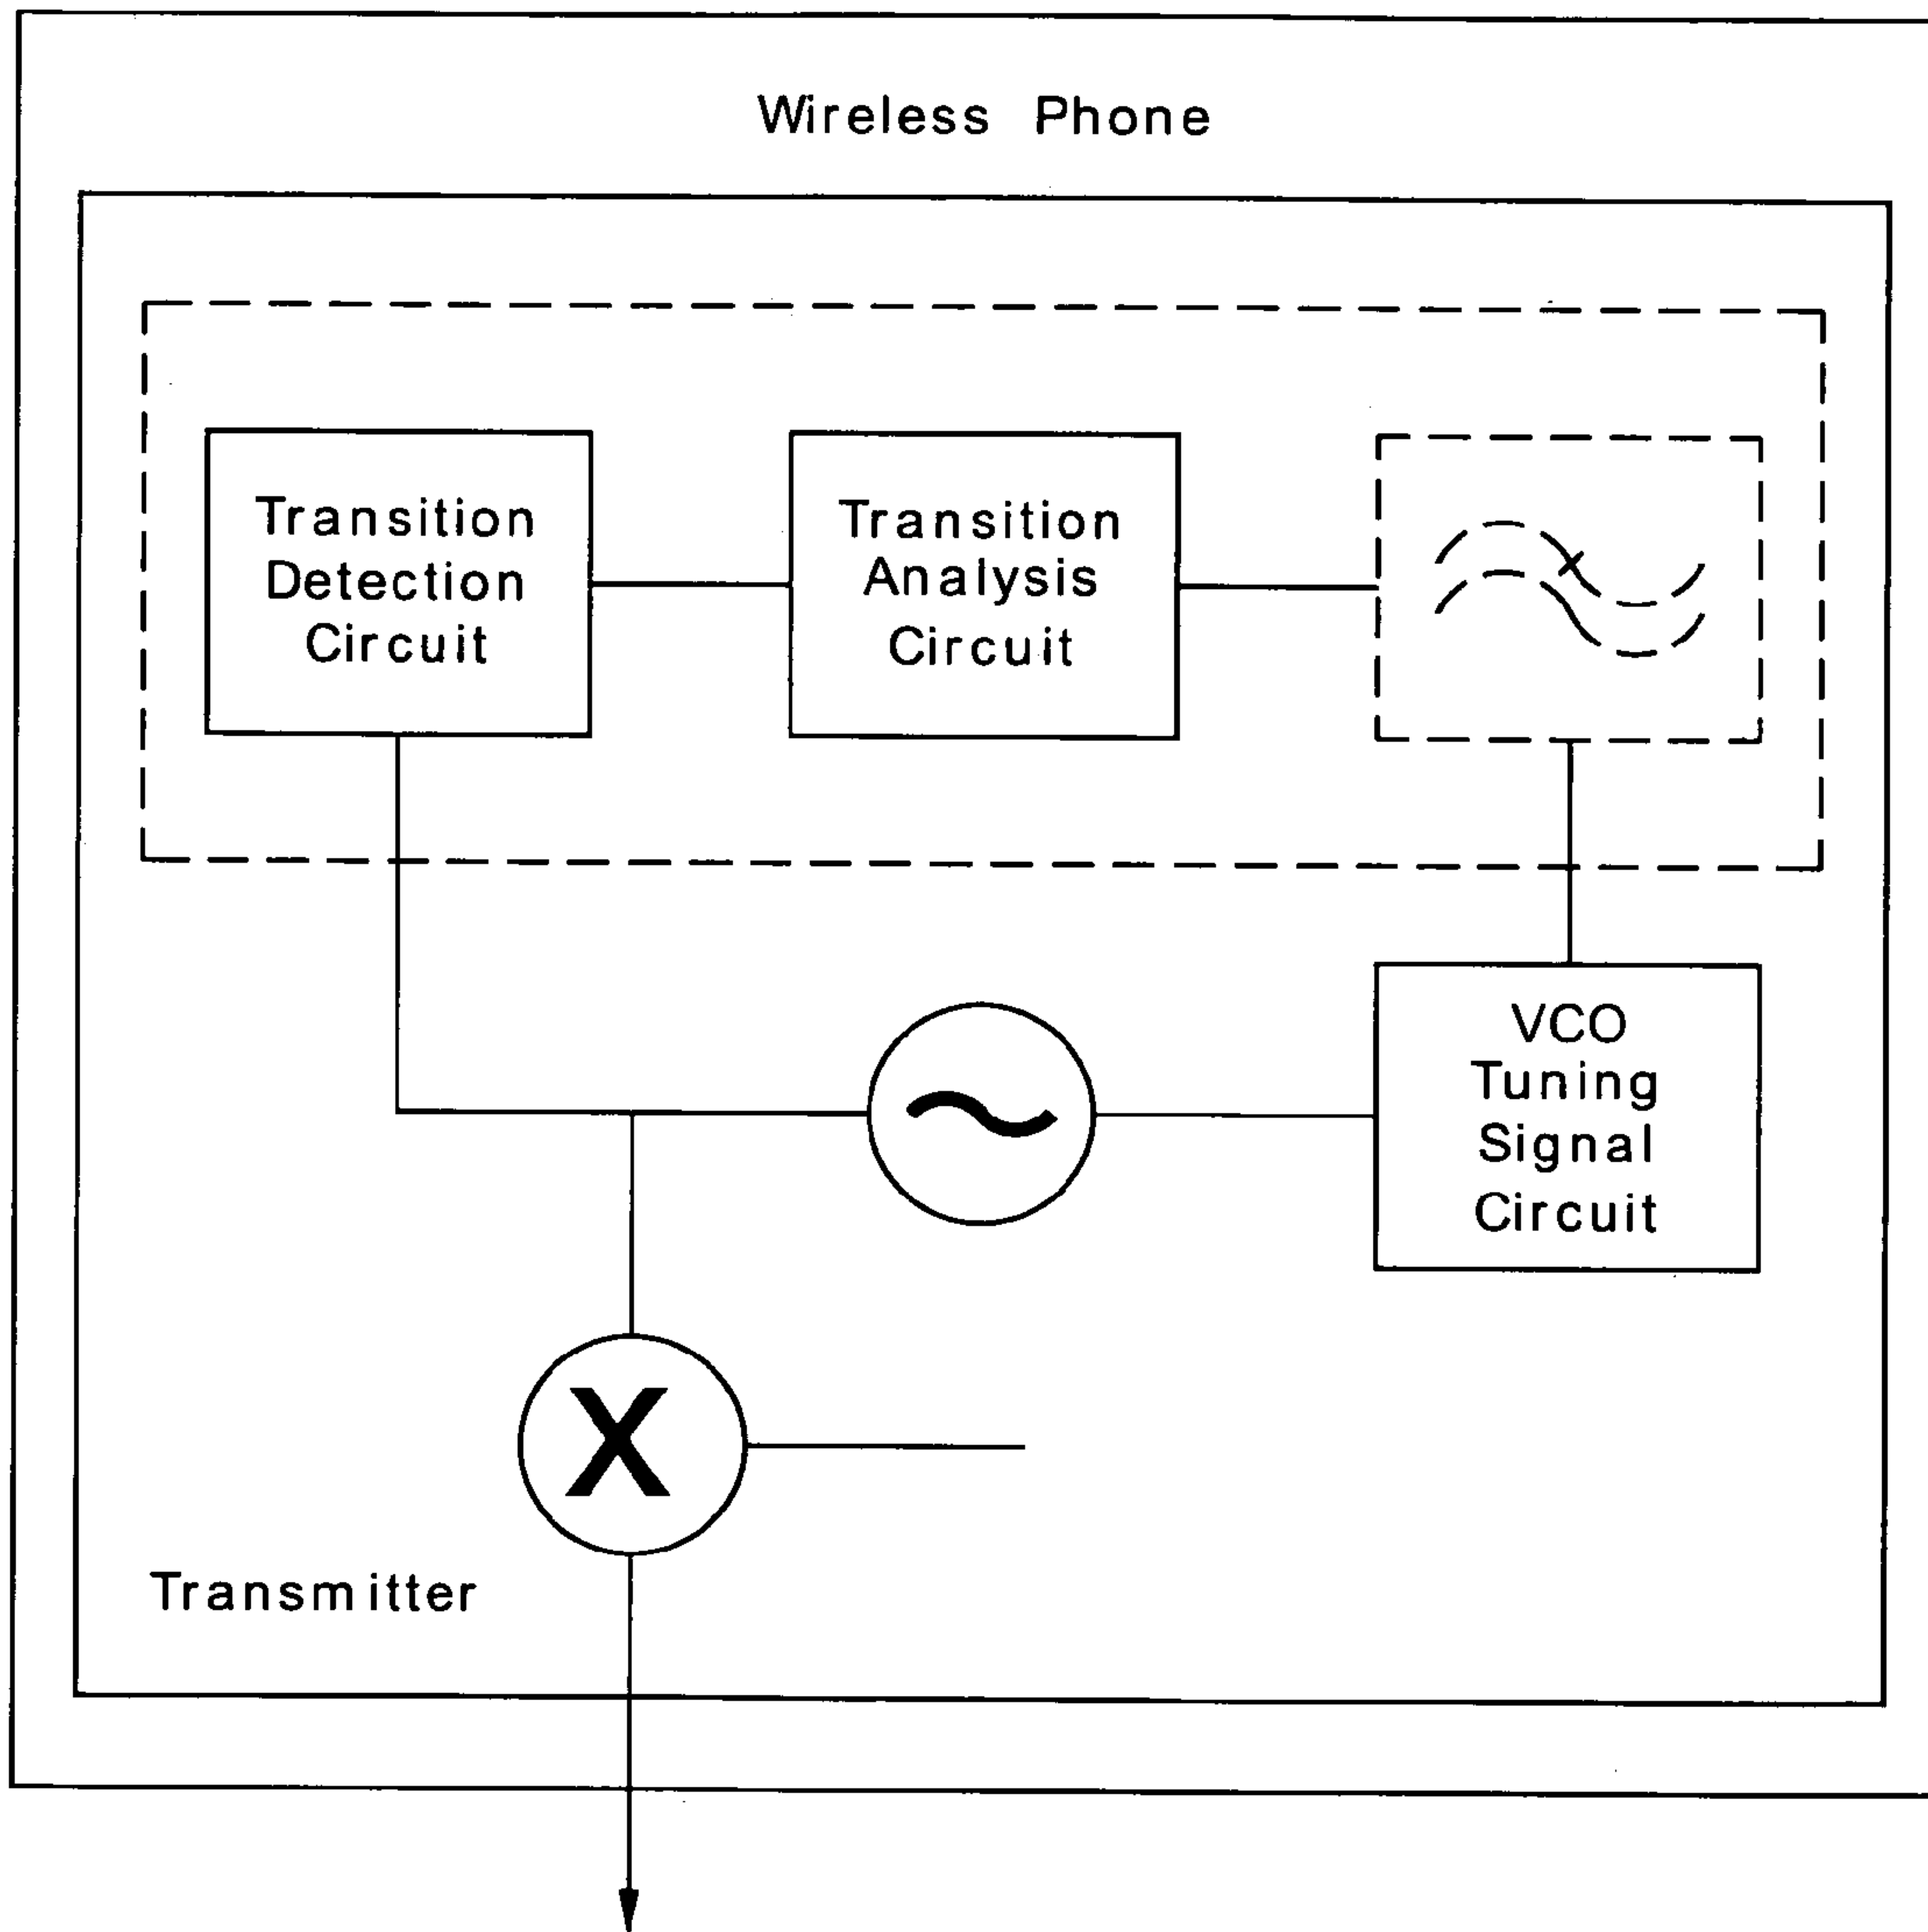 Wireless Phone
Transition
Detection
Circuit
Transition
Analysis
Circuit
VCO
Tuning
Signal
Circuit
X
Transmitter